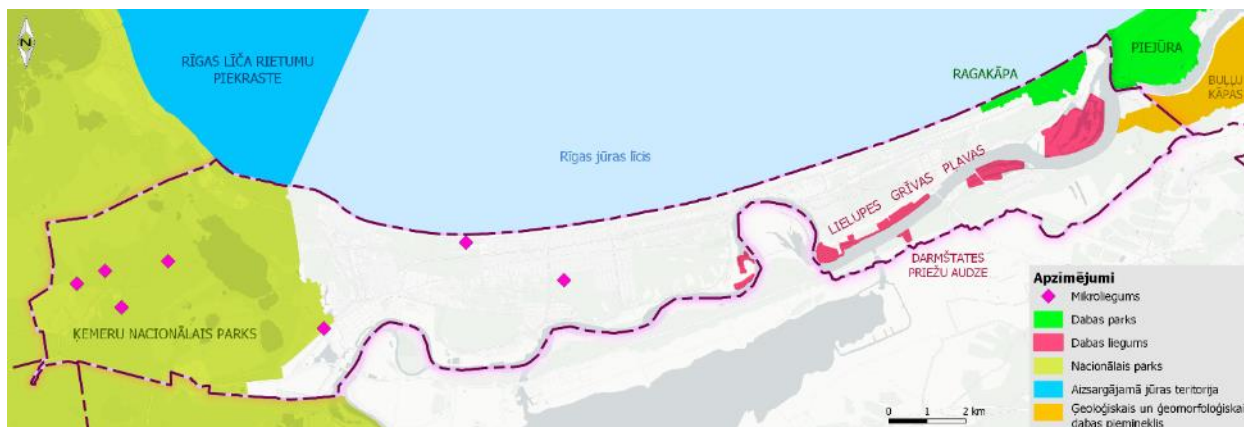 N
RĪGAS LĪČA RIETUMU
PIEKRASTE
RAGAKĀPA
PIEJŪRA
BUĻĻU
KĀPAS
Rīgas jūras līcis
LIELUPES GRĪVAS PĻAVAS
DARMŠTATES
PRIEŽU AUDZE
ĶEMERU NACIONĀLAIS PARKS
Apzīmējumi
Mikroliegums
Dabas parks
Dabas liegums
Nacionālais parks
Aizsargājamā jūras teritorija
Ģeoloģiskais un ģeomorfoloģiskai
dabas piemineklis
0 1 2 km